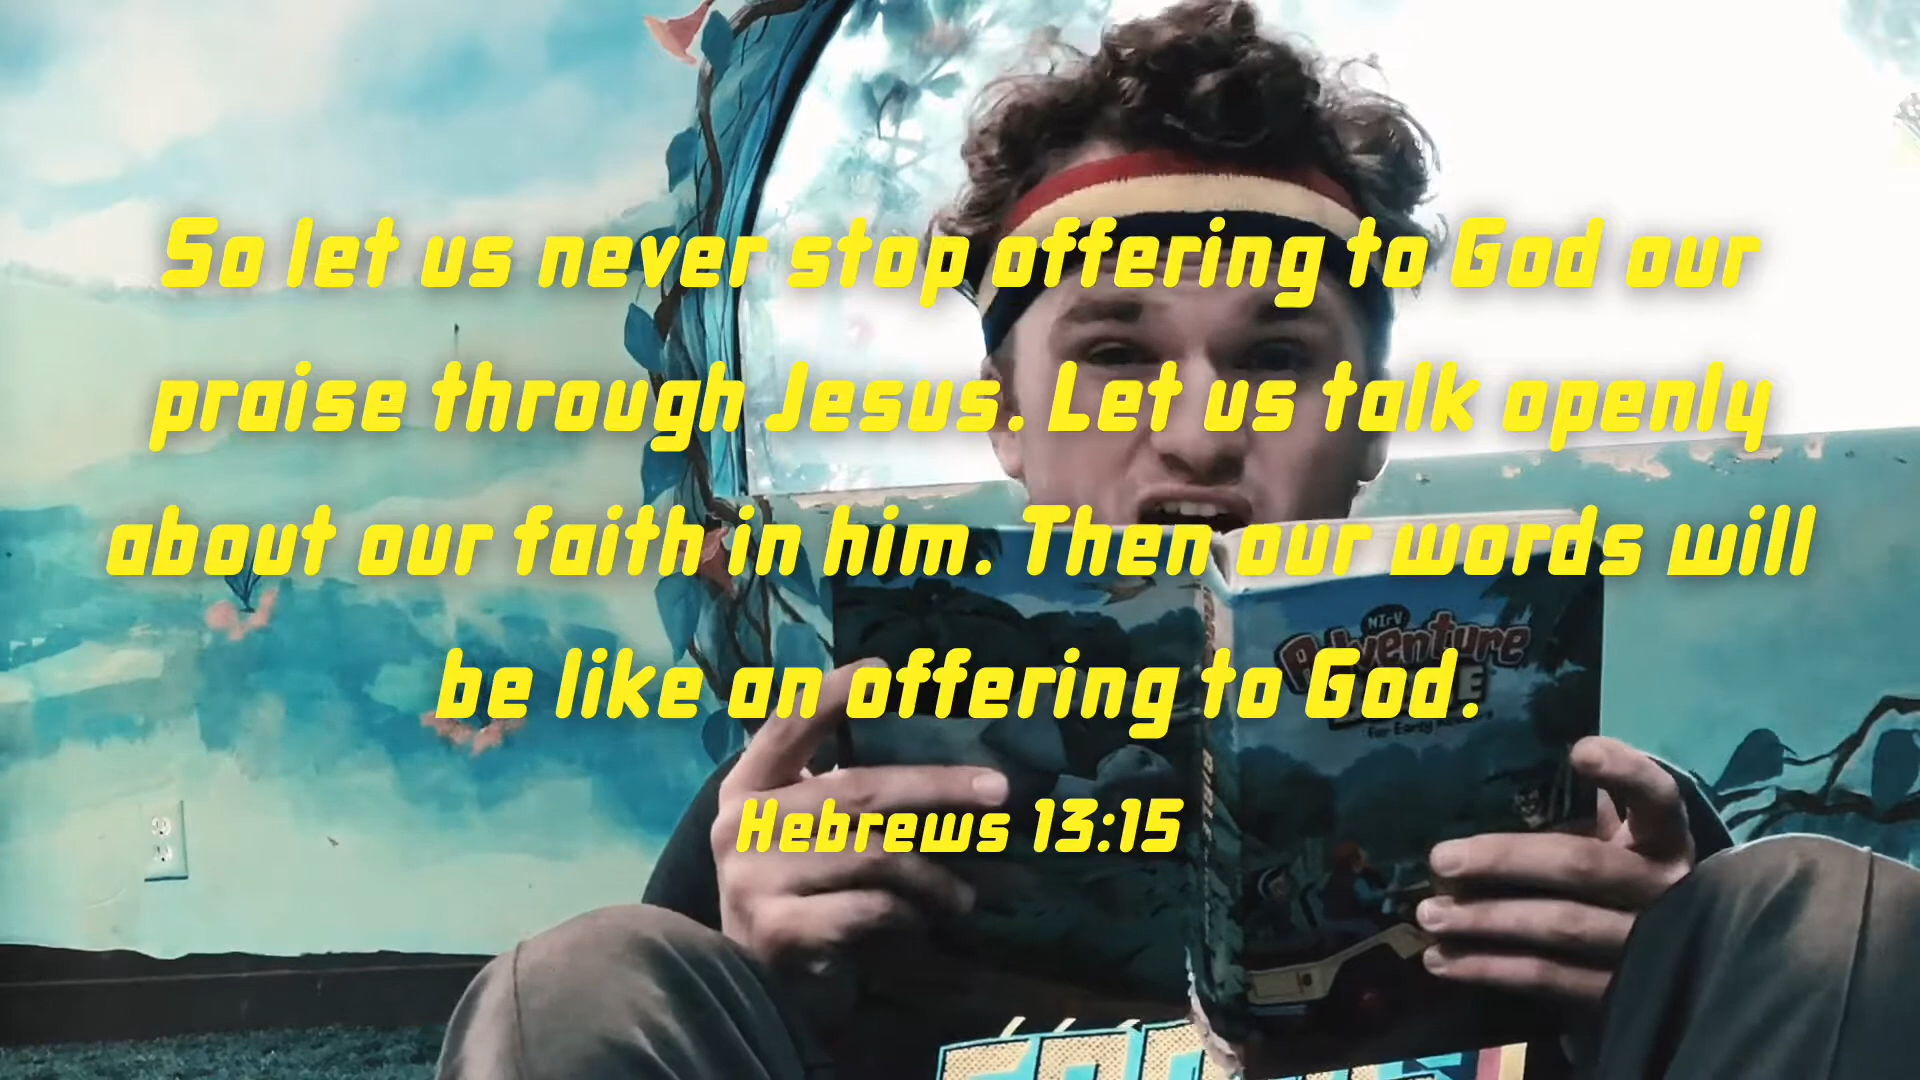 So let us never stop offering to God our
praise through Jesus. Let us talk openly
about our faith in him. Then our words will
be like an offering to God.
Hebrews 13:15
NIrV
Adventure
BIBLE